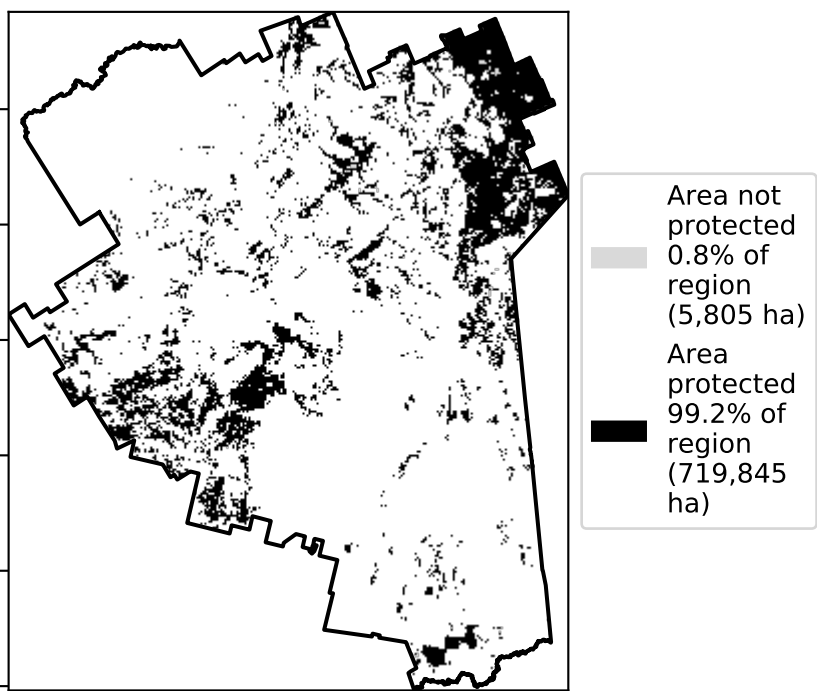 Area not
protected
0.8% of
region
(5,805 ha)
Area
protected
99.2% of
region
(719,845
ha)